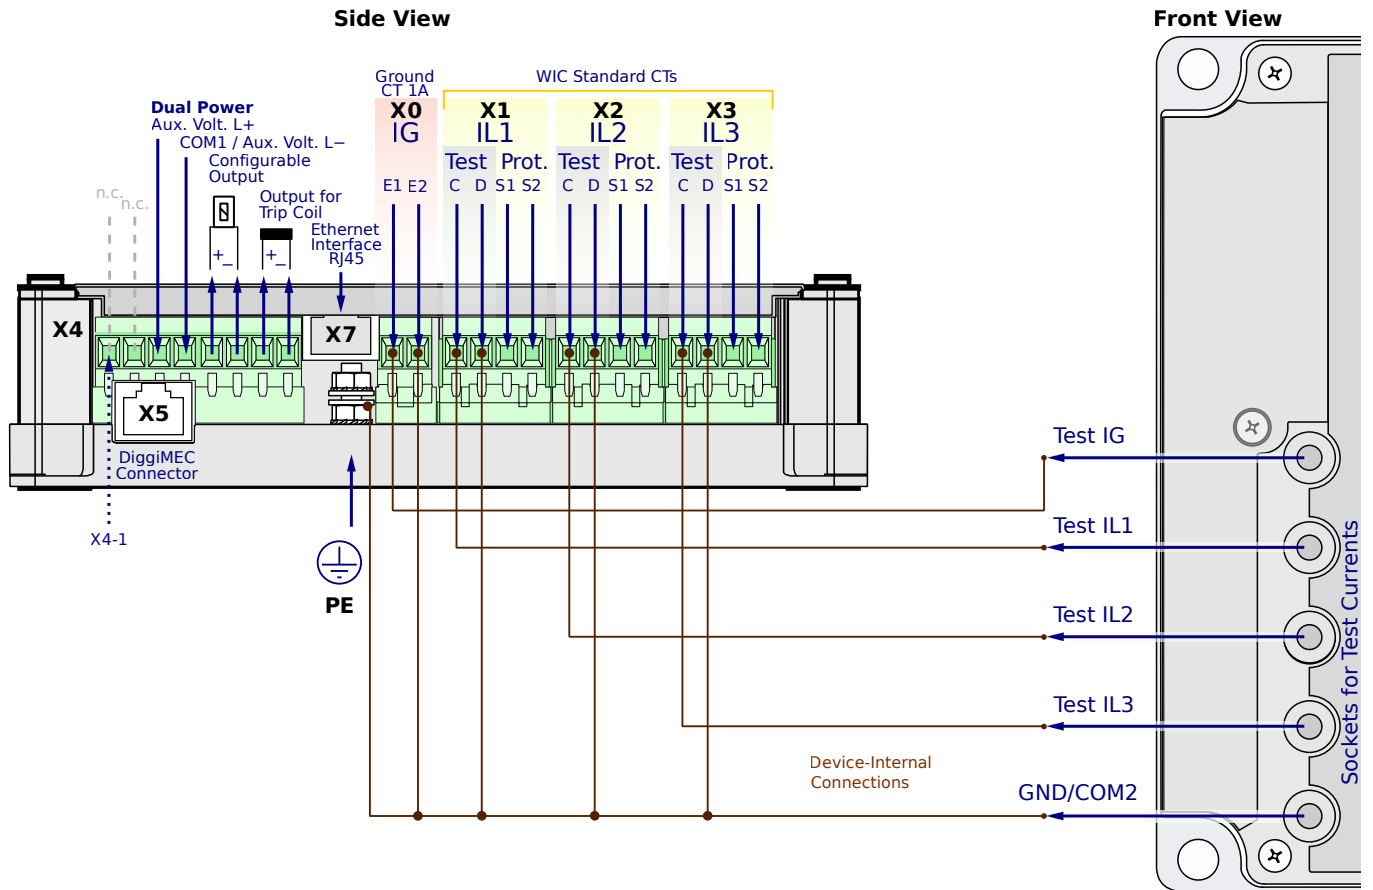 Side View
Front View
Ground
CT 1A
WIC Standard CTs
Dual Power
Aux. Volt. L+
COM1 / Aux. Volt. L−
Configurable
Output
Output for
Trip Coil
Ethernet
Interface
RJ45
n.c.
n.c.
+ −
+ −
X0
IG
E1 E2
X1
IL1
Test Prot.
C D S1 S2
X2
IL2
Test Prot.
C D S1 S2
X3
IL3
Test Prot.
C D S1 S2
X4
X7
X5
DiggiMEC
Connector
X4-1
PE
Test IG
Test IL1
Test IL2
Test IL3
GND/COM2
Device-Internal
Connections
Sockets for Test Currents